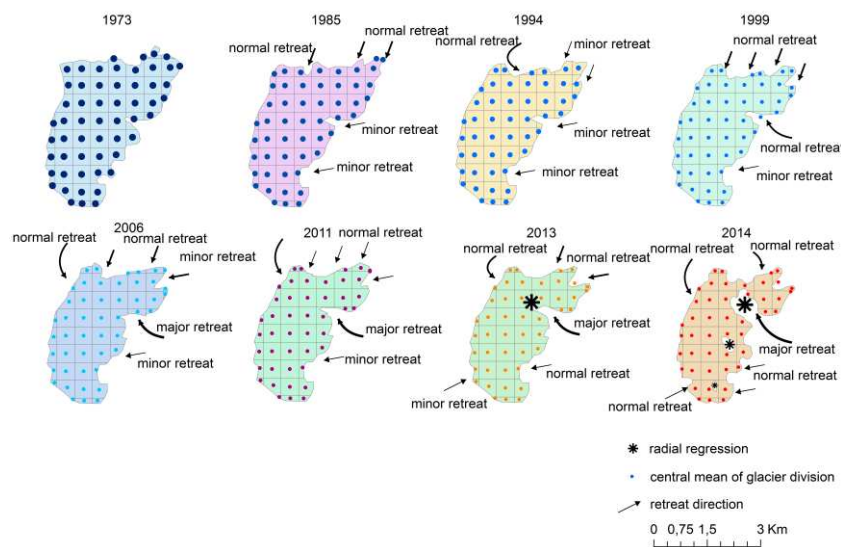 1973
1985
1994
1999
normal retreat
normal retreat
minor retreat
normal retreat
minor retreat
minor retreat
normal retreat
minor retreat
minor retreat
minor retreat
2006
2011
2013
2014
normal retreat
normal retreat
normal retreat
normal retreat
normal retreat
normal retreat
normal retreat
minor retreat
major retreat
major retreat
major retreat
major retreat
minor retreat
minor retreat
normal retreat
normal retreat
minor retreat
normal retreat
radial regression
central mean of glacier division
retreat direction
0 0,75 1,5 3 Km